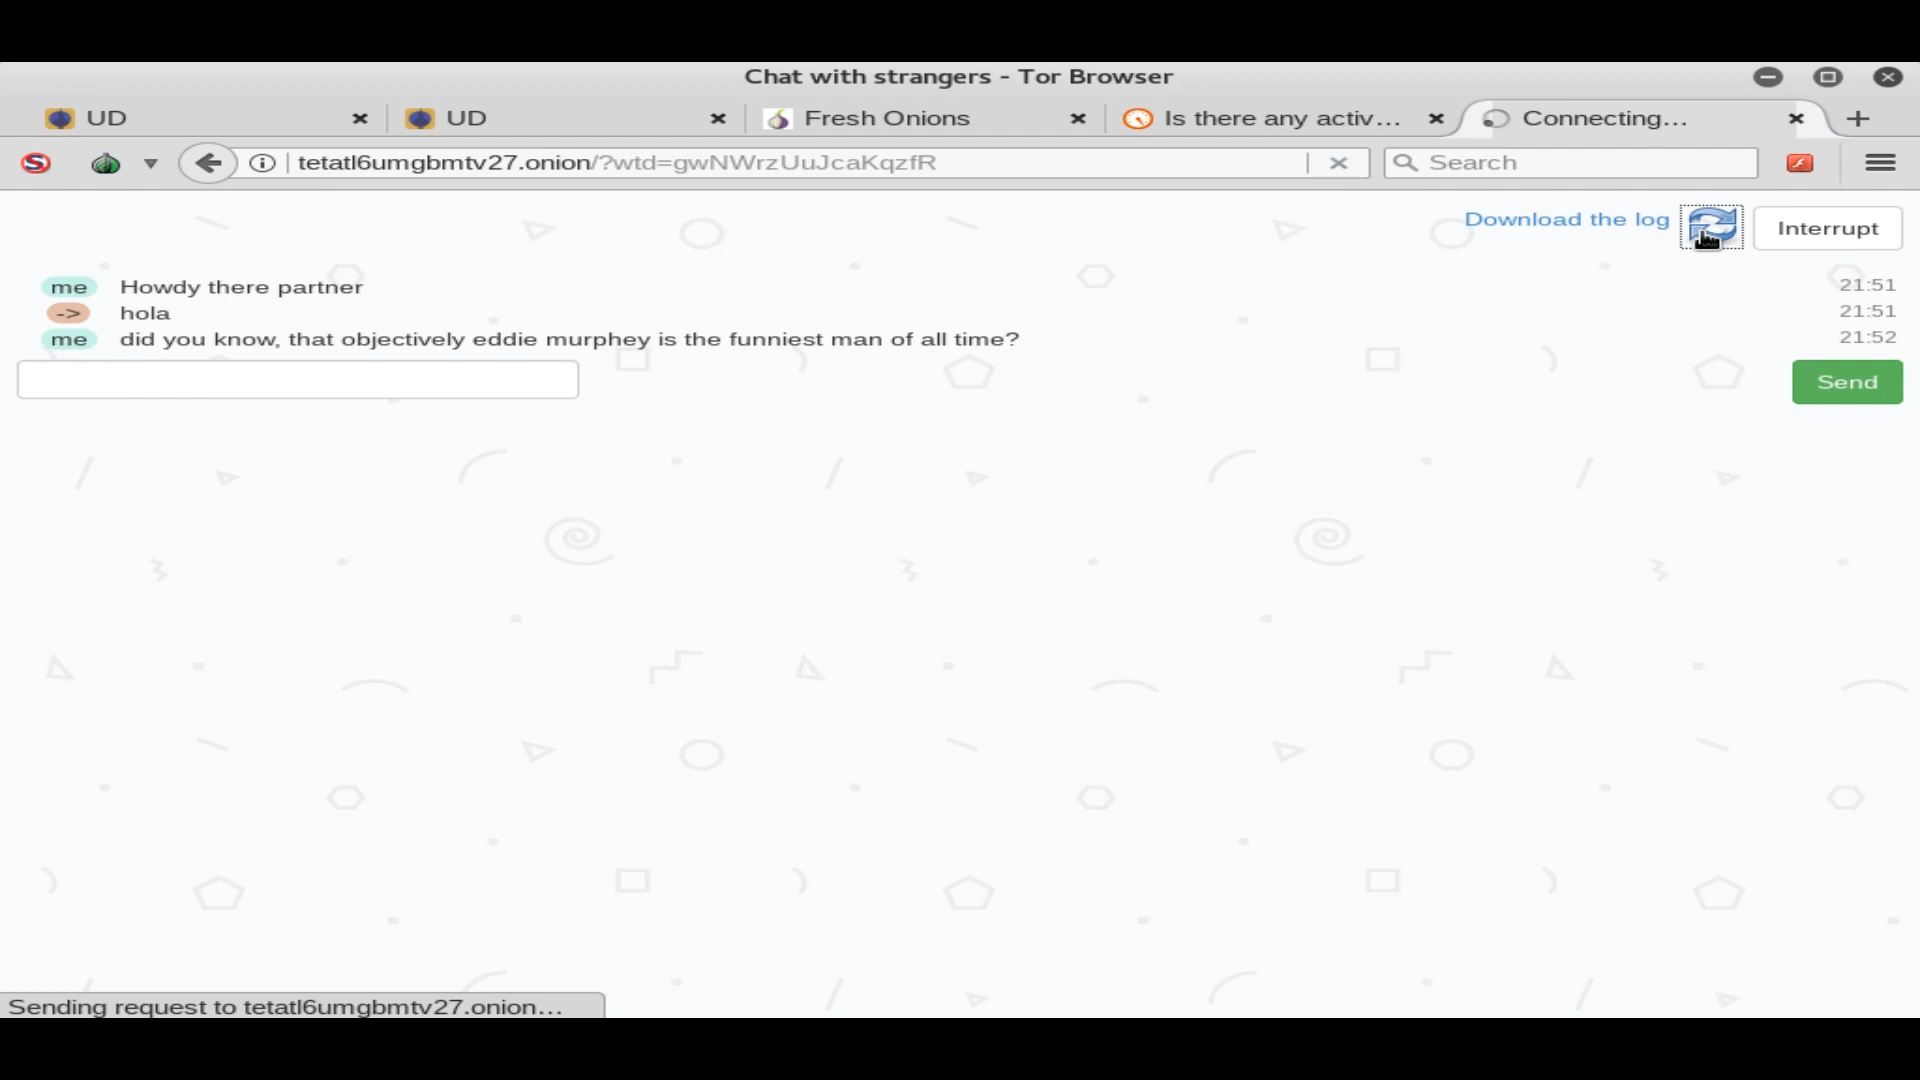 Chat with strangers - Tor Browser
UD UD Fresh Onions Is there any activ... Connecting...
tetatl6umgbmtv27.onion/?wtd=gwNWrzUuJcaKqzfR Search
Download the log Interrupt
me Howdy there partner 21:51
-> hola 21:51
me did you know, that objectively eddie murphey is the funniest man of all time? 21:52
Send
Sending request to tetatl6umgbmtv27.onion...